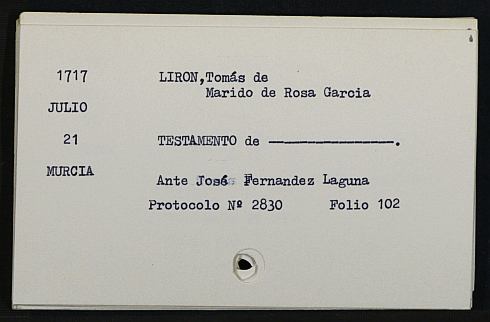 1717 LIRON,Tomás de
Marido de Rosa Garcia
JULIO
21 TESTAMENTO de ————————.
MURCIA
Ante José Fernandez Laguna
Protocolo Nº 2830 Folio 102